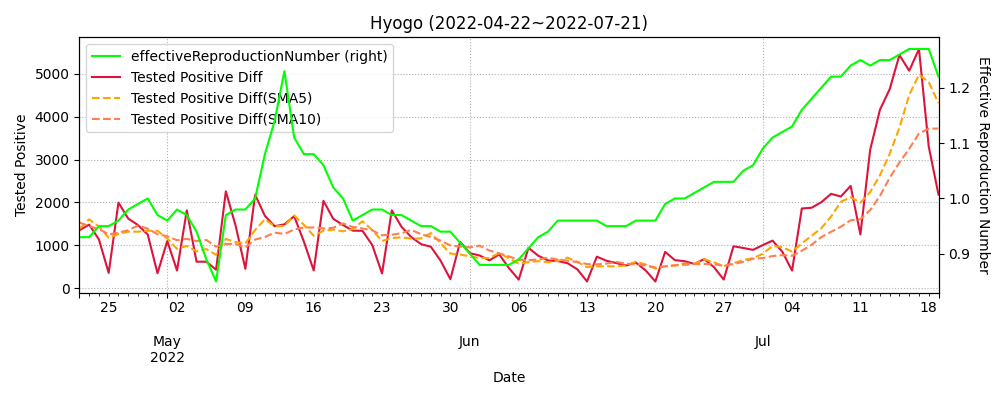 Hyogo (2022-04-22~2022-07-21)
effectiveReproductionNumber (right)
Tested Positive Diff
Tested Positive Diff(SMA5)
Tested Positive Diff(SMA10)
Tested Positive
5000
4000
3000
2000
1000
0
Effective Reproduction Number
1.2
1.1
1.0
0.9
25 02 09 16 23 30 06 13 20 27 04 11 18
May Jun Jul
2022
Date